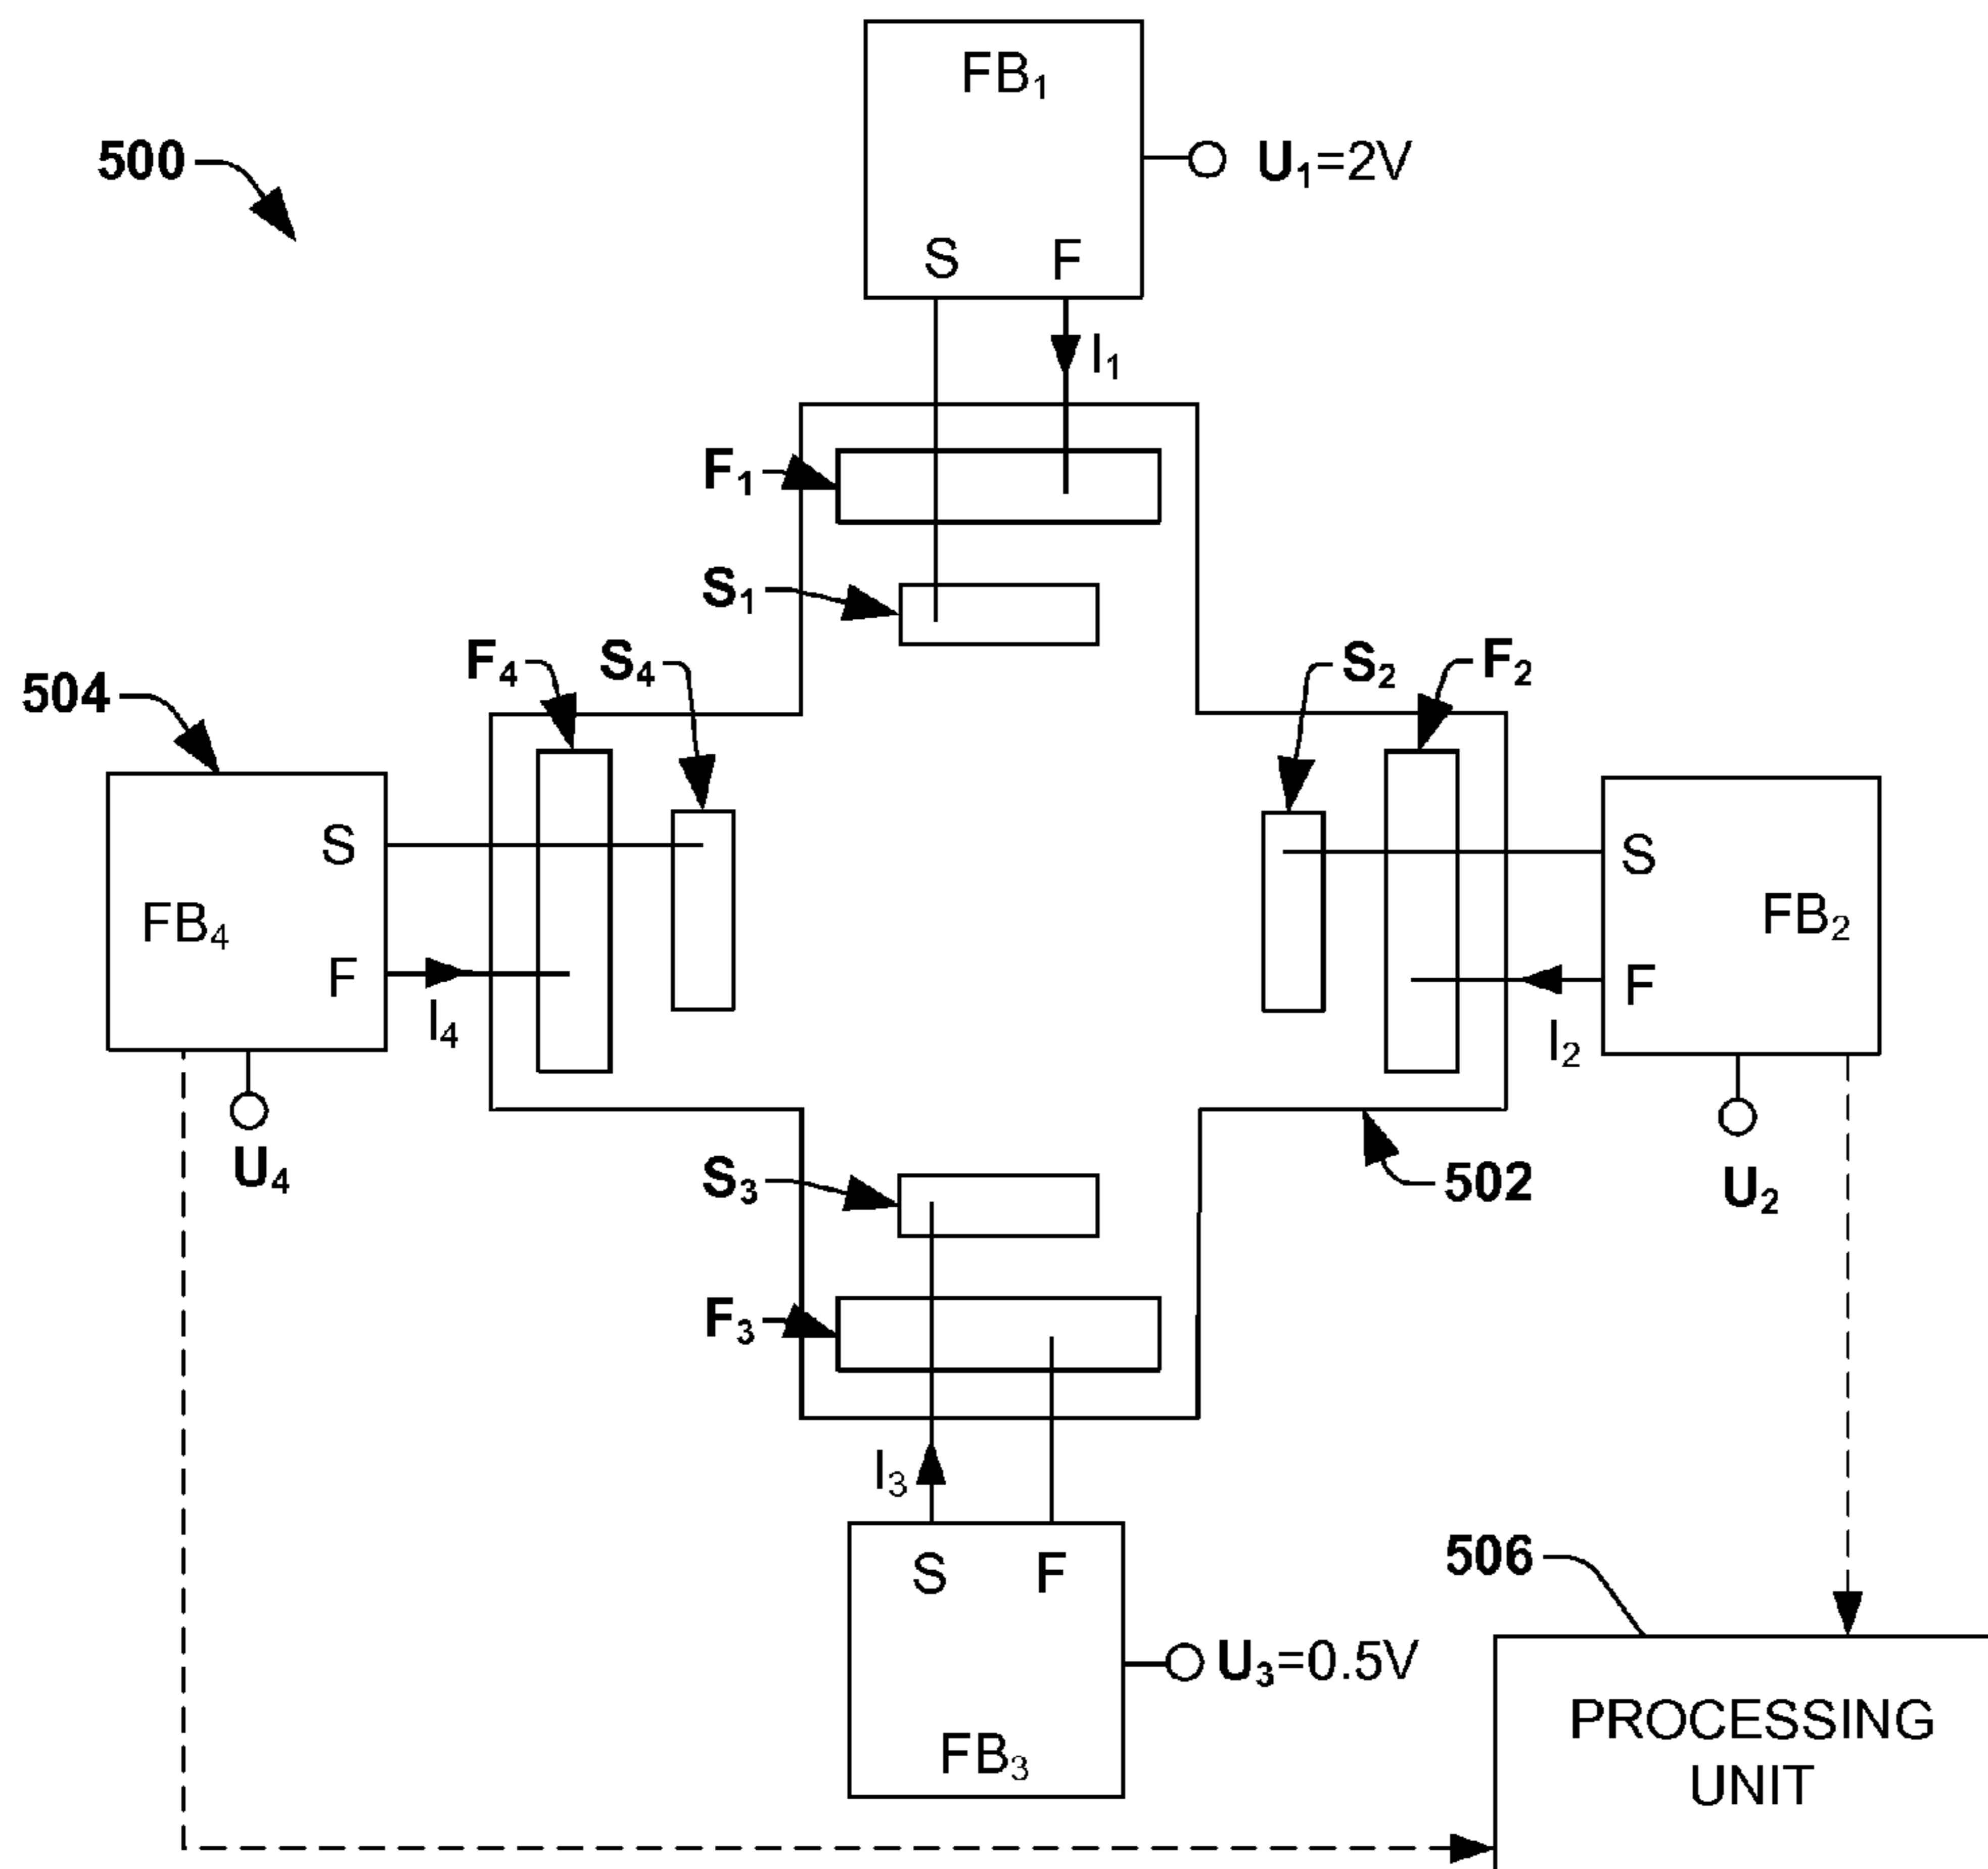 FB₁
500
U₁=2V
S F
I₁
F₁
S₁
F₄ S₄ S₂ F₂
504
S
FB₄
F
I₄
U₄
S
FB₂
F
I₂
U₂
502
S₃
F₃
I₃
S F
FB₃
U₃=0.5V
506
PROCESSING
UNIT